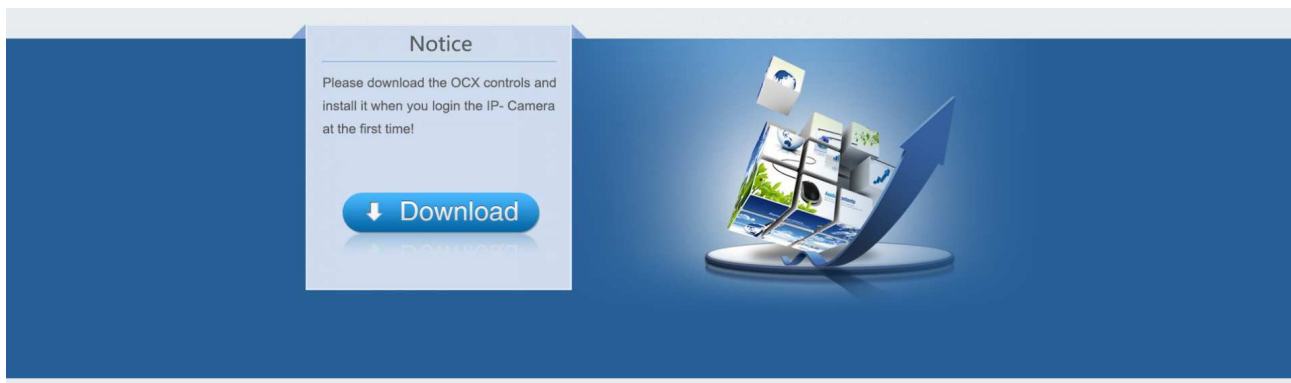 Notice
Please download the OCX controls and
install it when you login the IP- Camera
at the first time!
Download